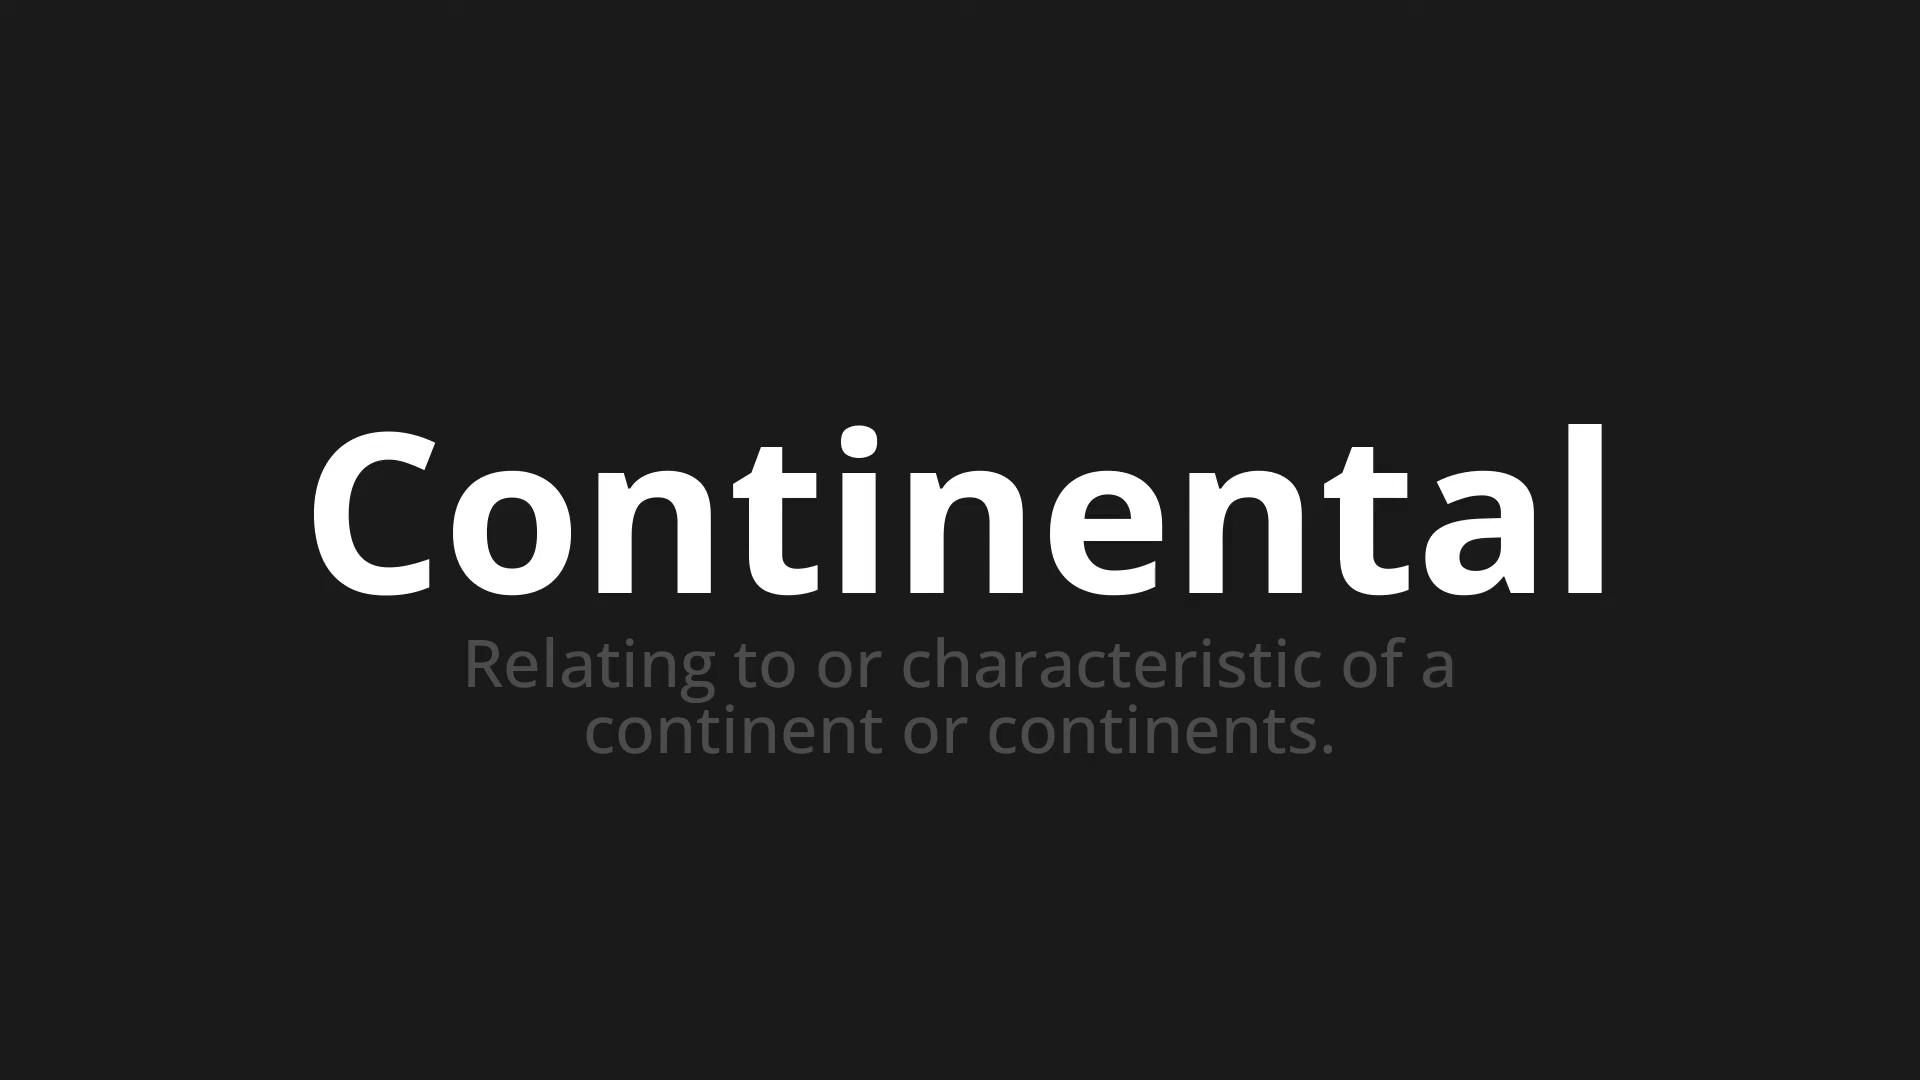 Continental
Relating to or characteristic of a
continent or continents.